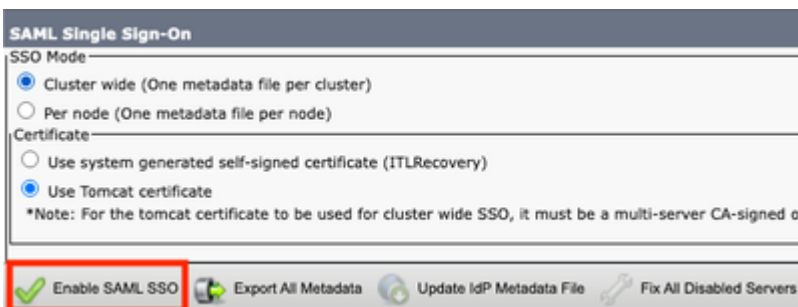 SAML Single Sign-On
SSO Mode
Cluster wide (One metadata file per cluster)
Per node (One metadata file per node)
Certificate
Use system generated self-signed certificate (ITLRecovery)
Use Tomcat certificate
*Note: For the tomcat certificate to be used for cluster wide SSO, it must be a multi-server CA-signed
Enable SAML SSO Export All Metadata Update IdP Metadata File Fix All Disabled Servers